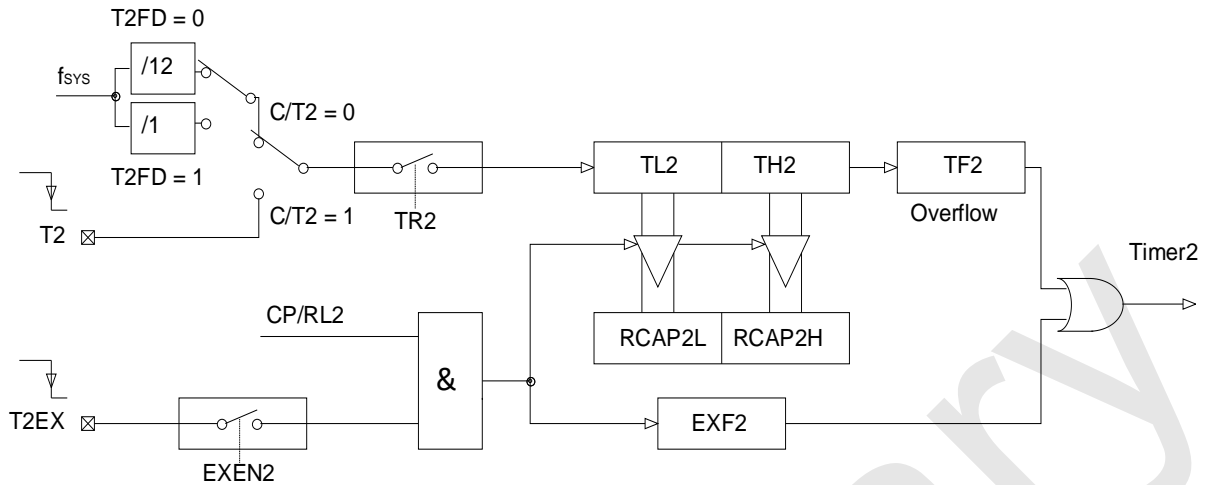 T2FD = 0
/12
fSYS
/1
C/T2 = 0
T2FD = 1
C/T2 = 1
T2
TR2
TL2
TH2
TF2
Overflow
Timer2
CP/RL2
RCAP2L
RCAP2H
&
T2EX
EXEN2
EXF2